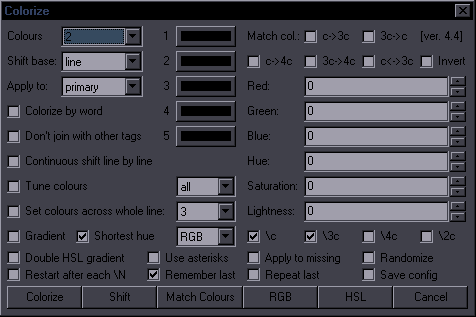 Colorize
Colours 2 1 Match col.: c->3c 3c->c [ver. 4.4]
Shift base: line 2 c->4c 3c->4c c<->3c Invert
Apply to: primary 3 Red: 0
Colorize by word 4 Green: 0
Don't join with other tags 5 Blue: 0
Continuous shift line by line Hue: 0
Tune colours all Saturation: 0
Set colours across whole line: 3 Lightness: 0
Gradient Shortest hue RGB \c \3c \4c \2c
Double HSL gradient Use asterisks Apply to missing Randomize
Restart after each \N Remember last Repeat last Save config
Colorize Shift Match Colours RGB HSL Cancel